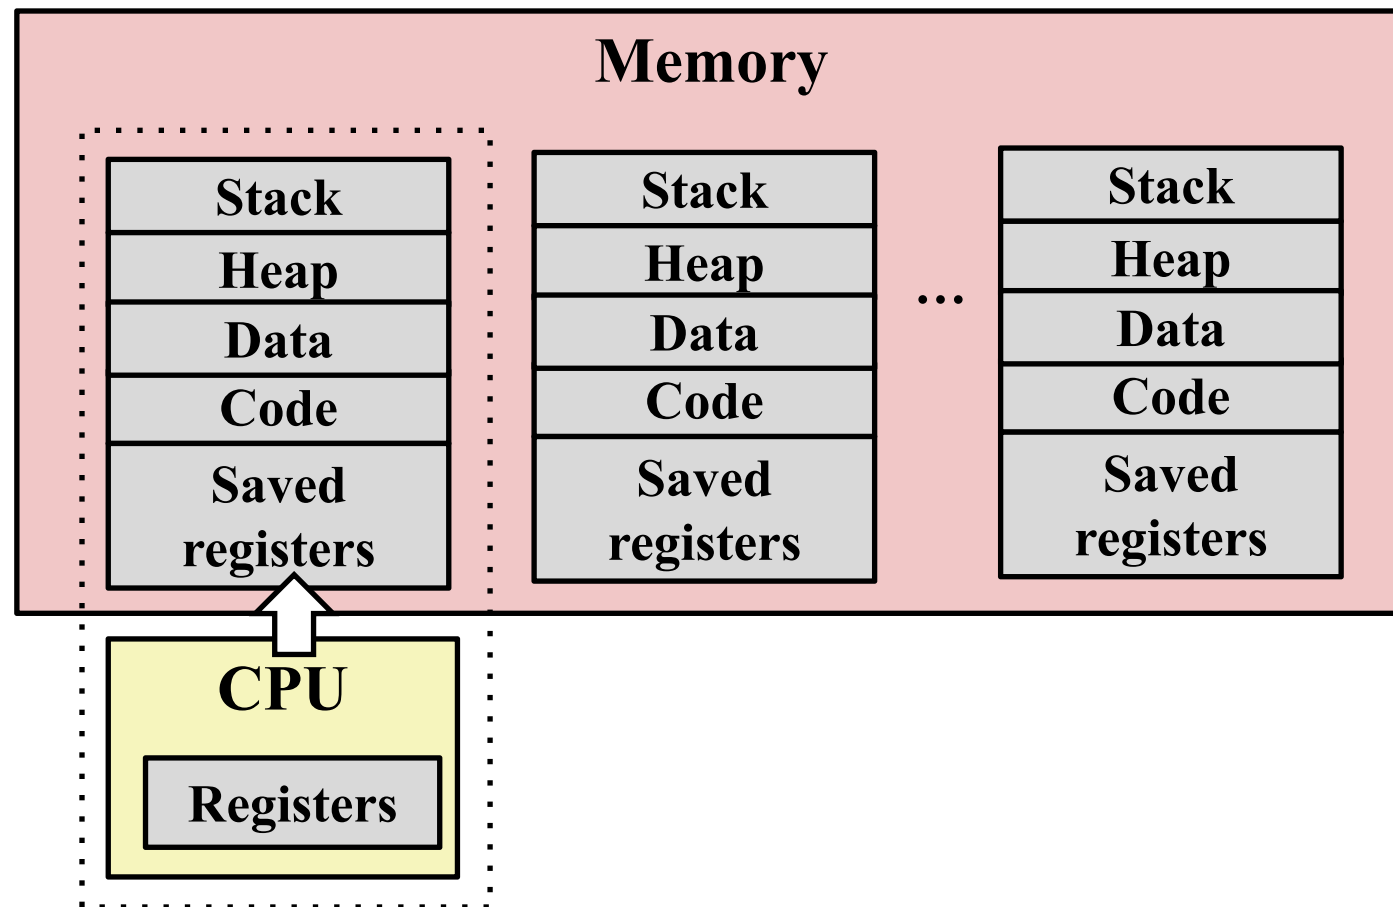 Memory
Stack
Heap
Data
Code
Saved
registers
Stack
Heap
Data
Code
Saved
registers
...
Stack
Heap
Data
Code
Saved
registers
CPU
Registers